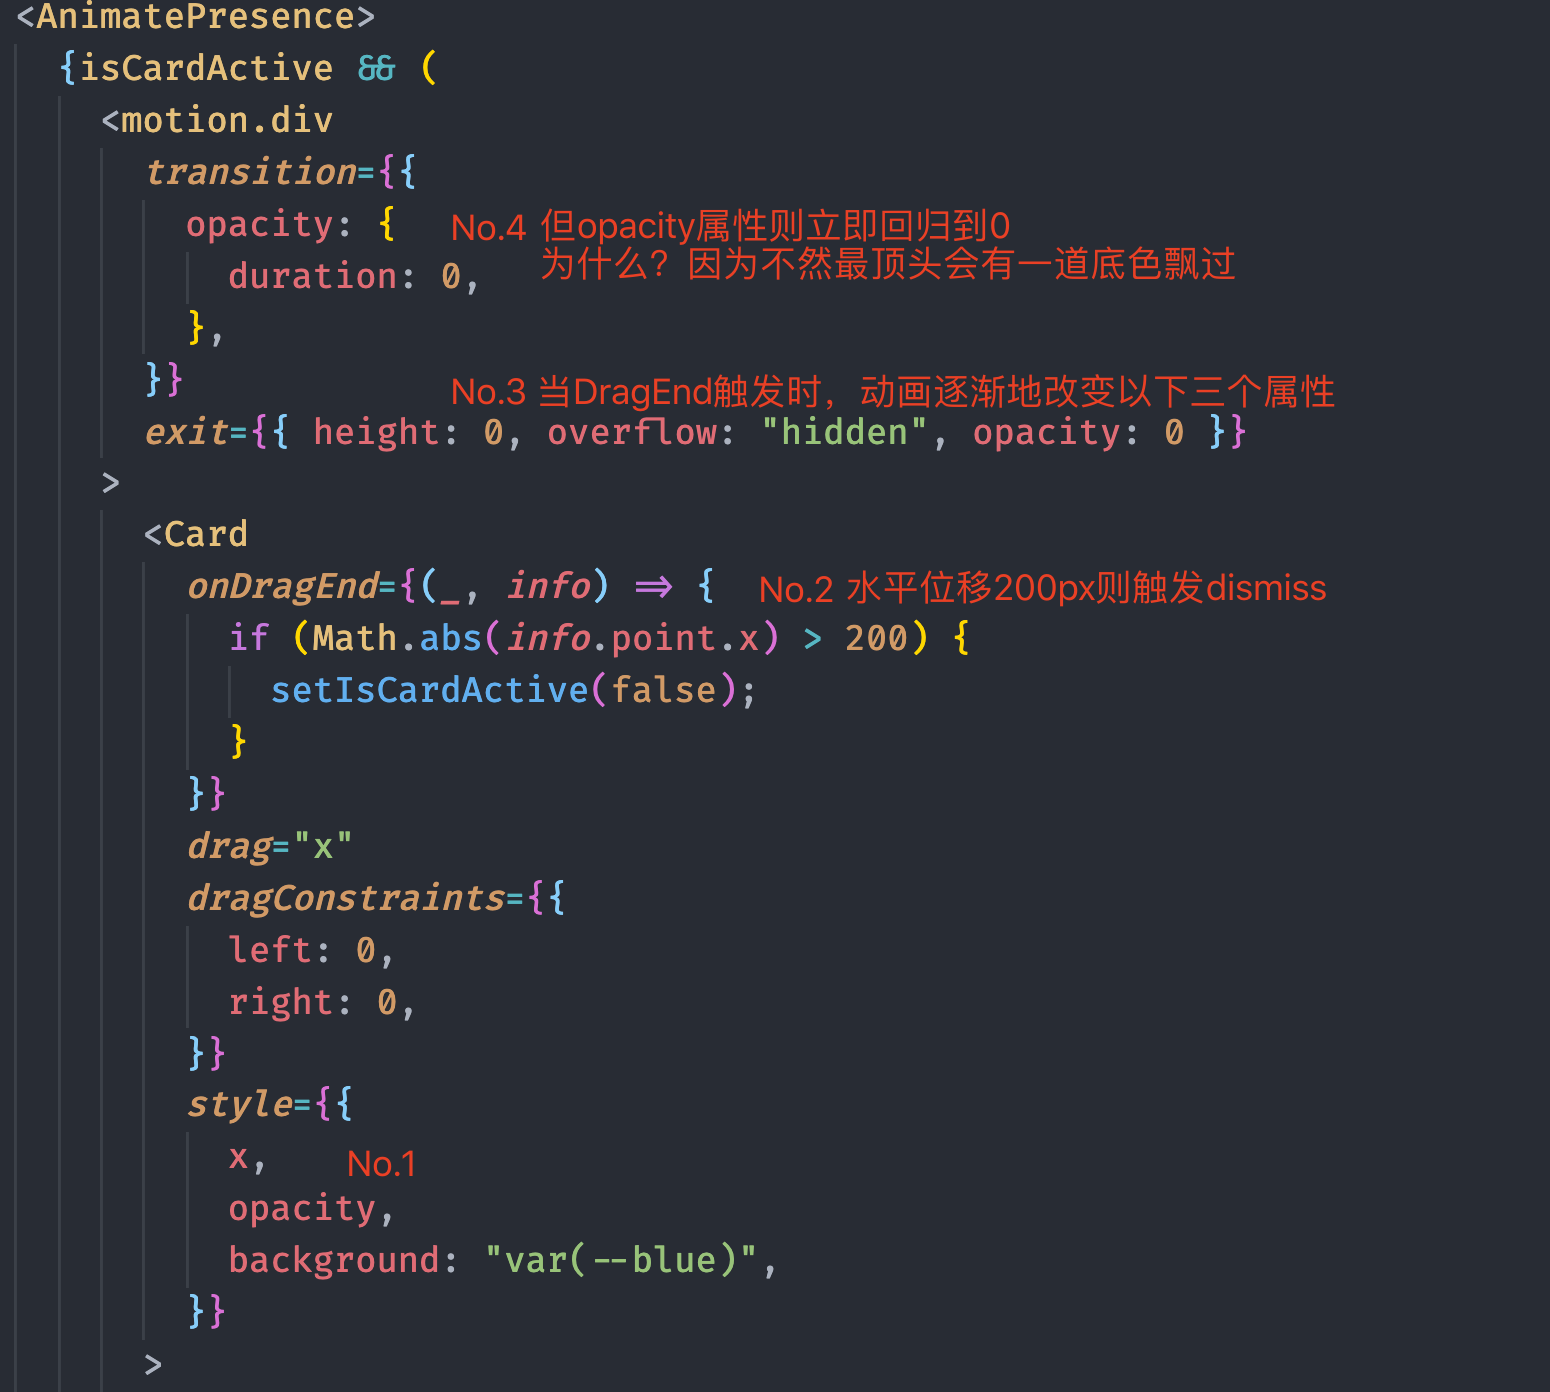 <AnimatePresence>
{isCardActive && (
<motion.div
transition={{
opacity: { No.4 但opacity属性则立即回归到0
为什么？因为不然最顶头会有一道底色飘过
duration: 0,
},
}}
No.3 当DragEnd触发时，动画逐渐地改变以下三个属性
exit={{ height: 0, overflow: "hidden", opacity: 0 }}
>
<Card
onDragEnd={(_, info) => { No.2 水平位移200px则触发dismiss
if (Math.abs(info.point.x) > 200) {
setIsCardActive(false);
}
}}
drag="x"
dragConstraints={{
left: 0,
right: 0,
}}
style={{
x, No.1
opacity,
background: "var(--blue)",
}}
>